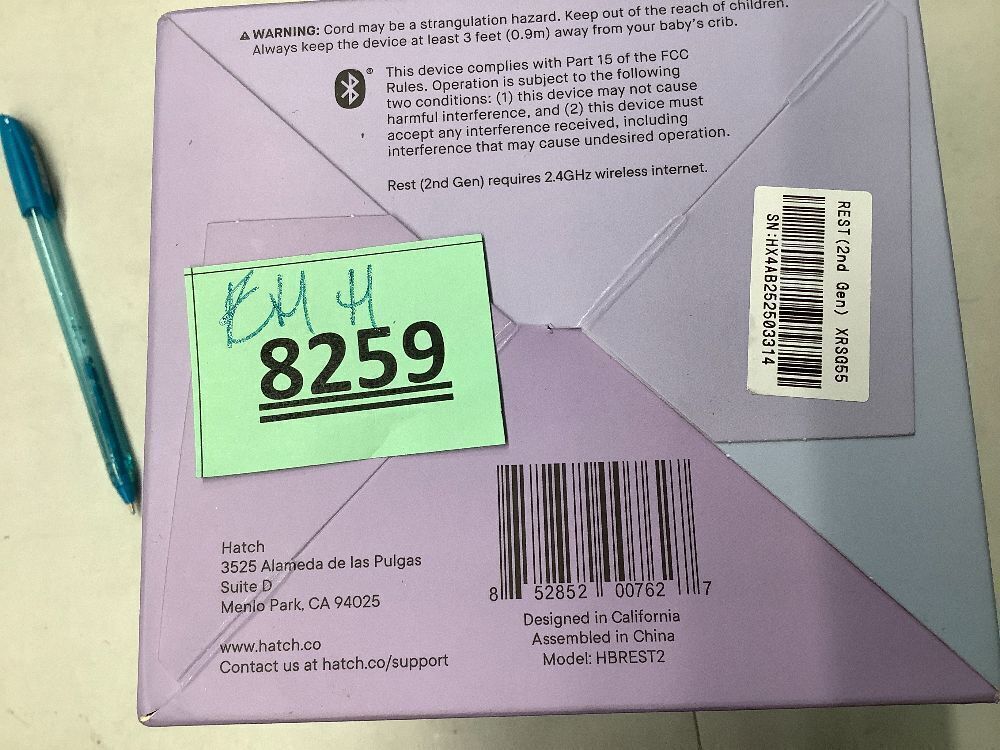 ⚠ WARNING: Cord may be a strangulation hazard. Keep out of the reach of children.
Always keep the device at least 3 feet (0.9m) away from your baby's crib.
This device complies with Part 15 of the FCC
Rules. Operation is subject to the following
two conditions: (1) this device may not cause
harmful interference, and (2) this device must
accept any interference received, including
interference that may cause undesired operation.
Rest (2nd Gen) requires 2.4GHz wireless internet.
REST(2nd Gen) XRSG55
SN:HX4AB252503314
EH H
8259
Hatch
3525 Alameda de las Pulgas
Suite D
Menlo Park, CA 94025
www.hatch.co
Contact us at hatch.co/support
8 52852 00762 7
Designed in California
Assembled in China
Model: HBREST2